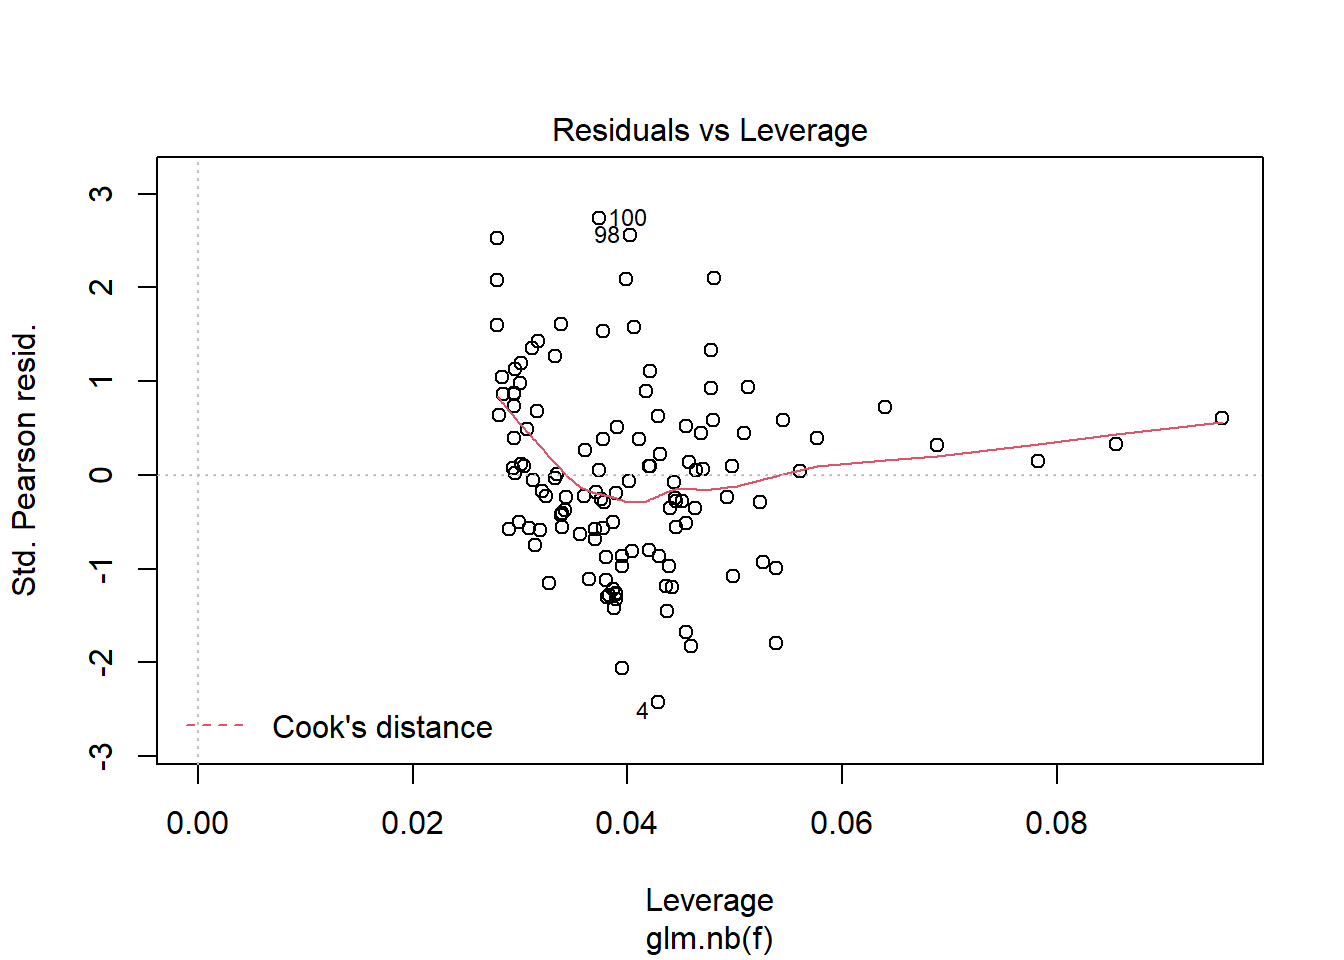 Residuals vs Leverage
Std. Pearson resid.
3
2
1
0
-1
-2
-3
100
98
4
Cook's distance
0.00 0.02 0.04 0.06 0.08
Leverage
glm.nb(f)